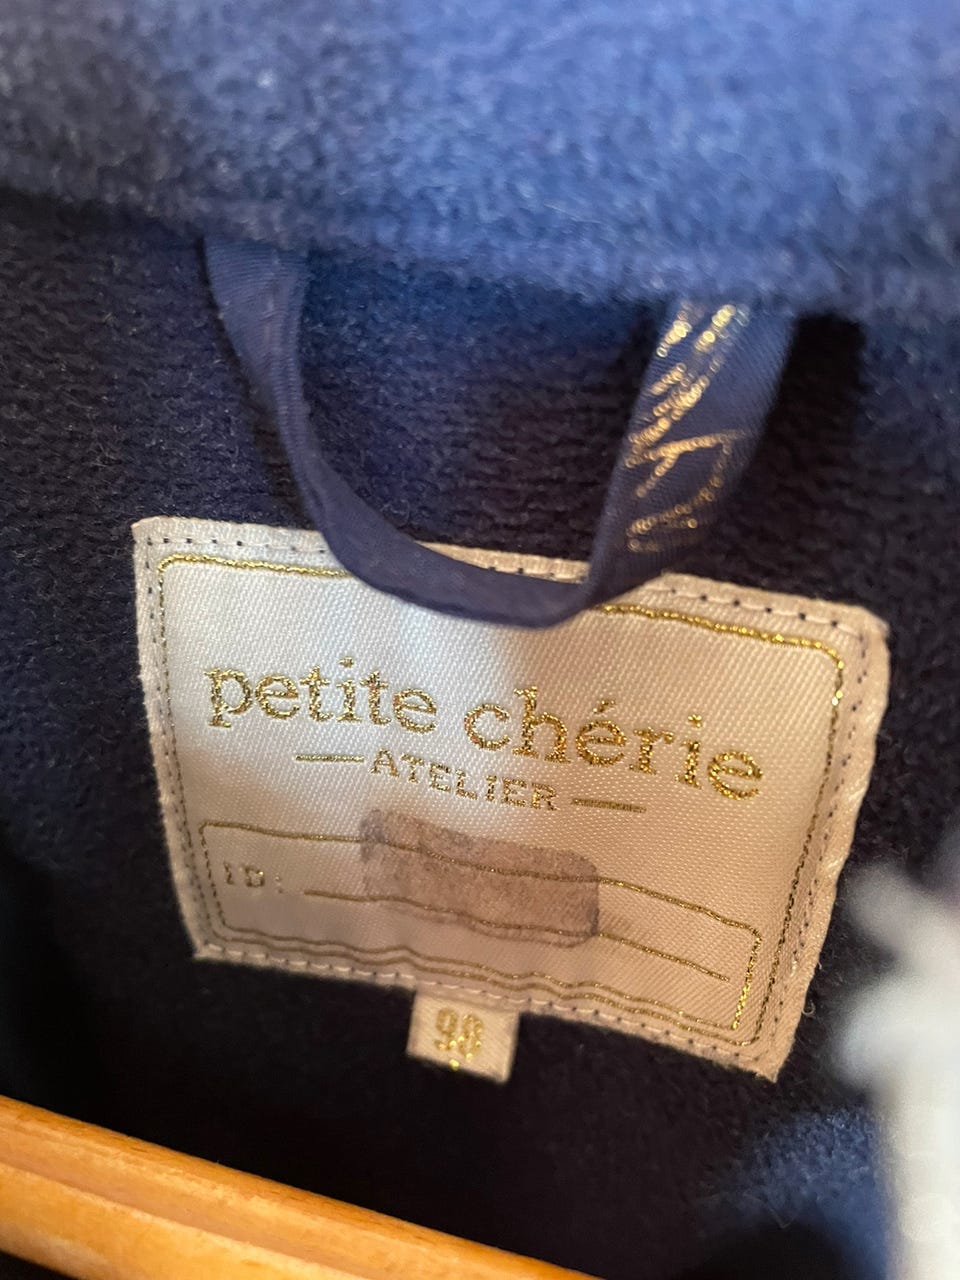 petite chérie
ATELIER
ID:
98